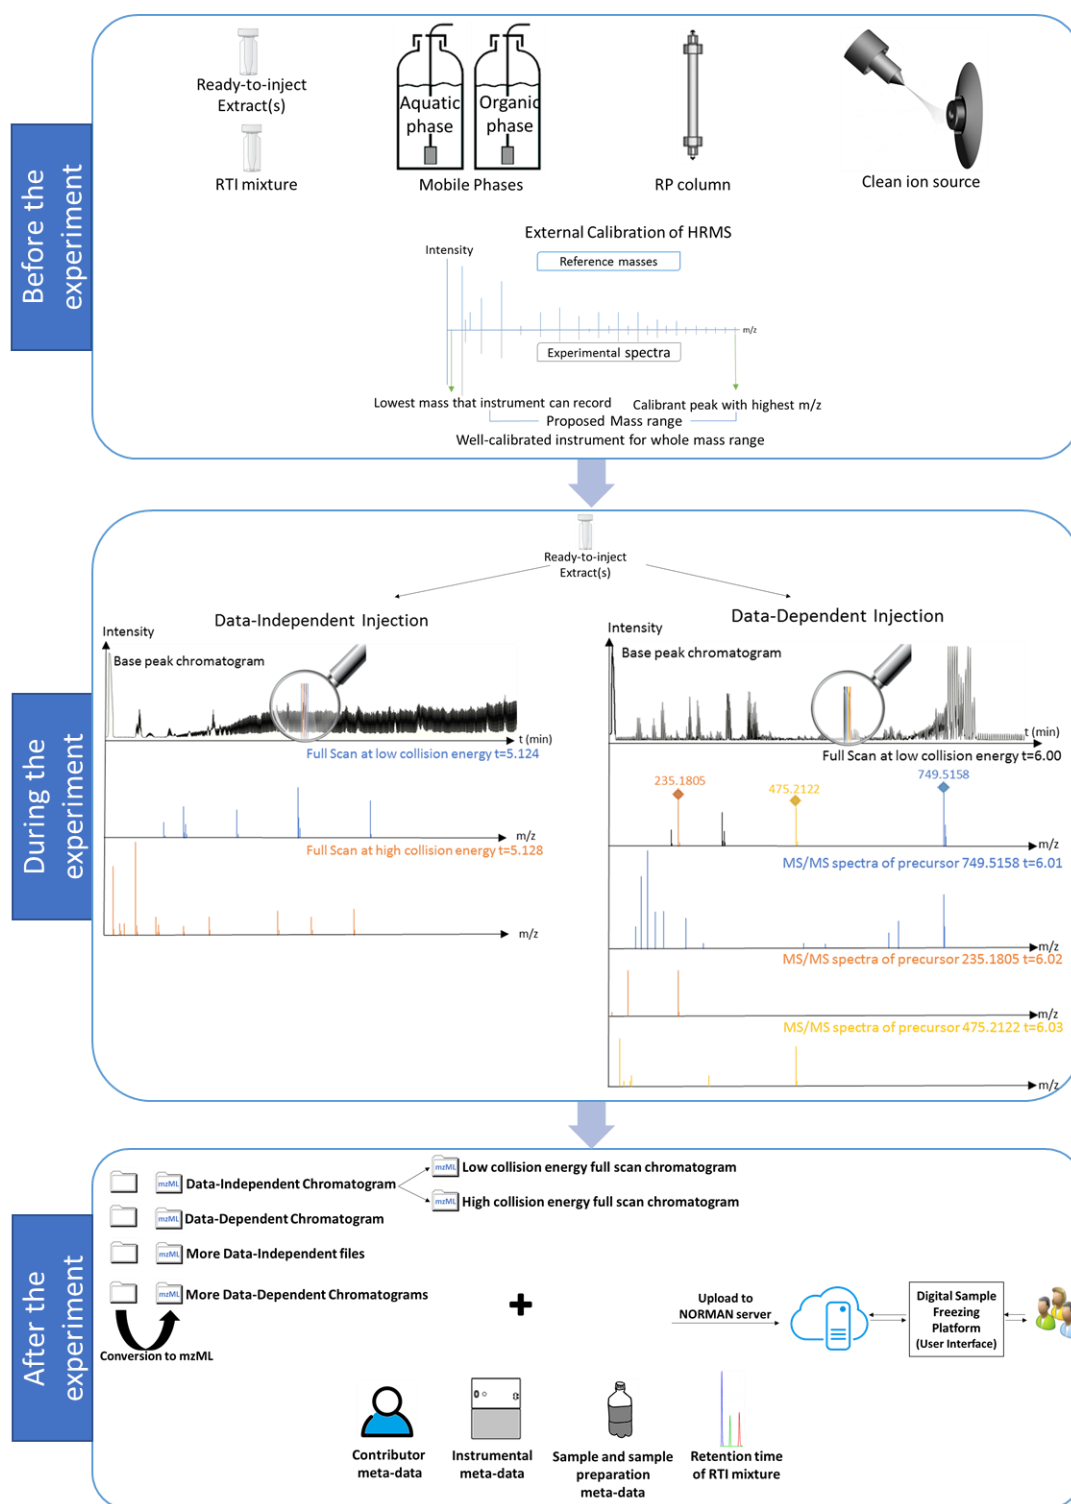 Before the
experiment
Ready-to-inject
Extract(s)
RTI mixture
Aquatic
phase
Organic
phase
Mobile Phases
RP column
Clean ion source
External Calibration of HRMS
Intensity
Reference masses
m/z
Experimental spectra
Lowest mass that instrument can record
Calibrant peak with highest m/z
Proposed Mass range
Well-calibrated instrument for whole mass range
During the
experiment
Ready-to-inject
Extract(s)
Data-Independent Injection
Intensity
Base peak chromatogram
t (min)
Full Scan at low collision energy t=5.124
m/z
Full Scan at high collision energy t=5.128
m/z
Data-Dependent Injection
Intensity
Base peak chromatogram
t (min)
Full Scan at low collision energy t=6.00
235.1805
475.2122
749.5158
m/z
MS/MS spectra of precursor 749.5158 t=6.01
m/z
MS/MS spectra of precursor 235.1805 t=6.02
m/z
MS/MS spectra of precursor 475.2122 t=6.03
m/z
After the
experiment
mzML Data-Independent Chromatogram
mzML Low collision energy full scan chromatogram
mzML High collision energy full scan chromatogram
mzML Data-Dependent Chromatogram
mzML More Data-Independent files
mzML More Data-Dependent Chromatograms
Conversion to mzML
+
Upload to
NORMAN server
Digital Sample
Freezing
Platform
(User Interface)
Contributor
meta-data
Instrumental
meta-data
Sample and sample
preparation
meta-data
Retention time
of RTI mixture